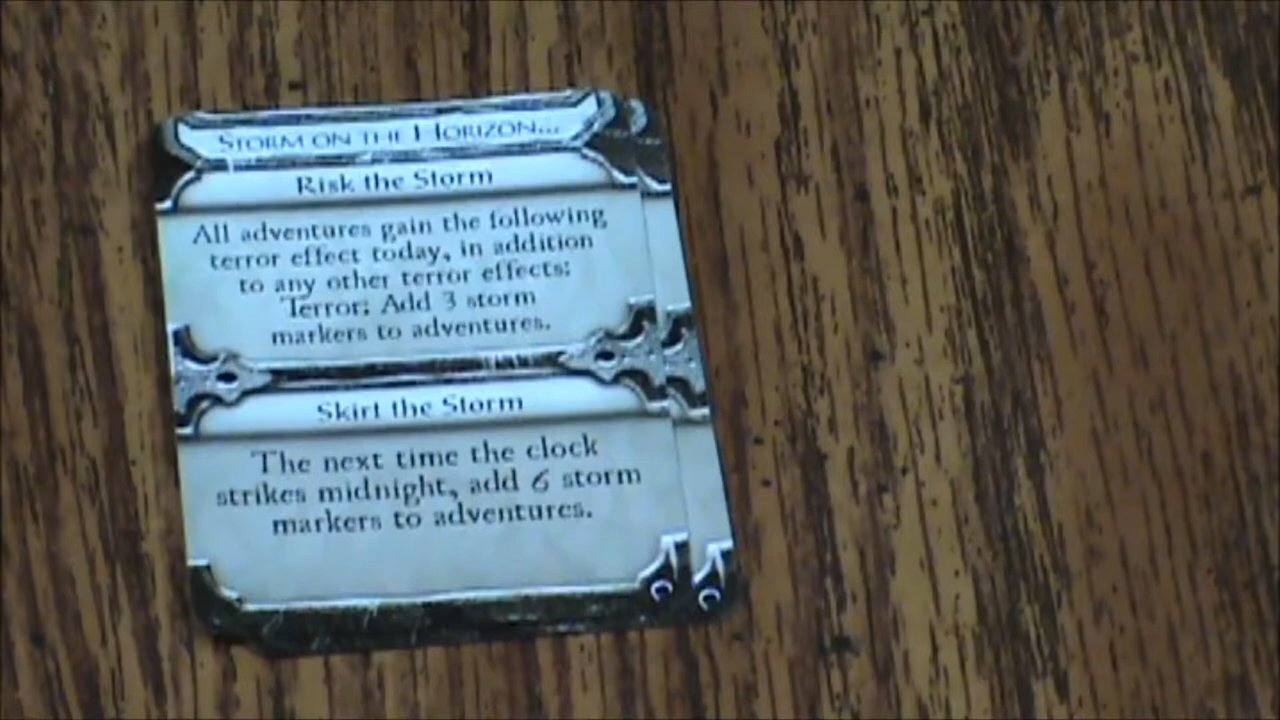 STORM ON THE HORIZON...
Risk the Storm
All adventures gain the following
terror effect today, in addition
to any other terror effects:
Terror: Add 3 storm
markers to adventures.
Skirt the Storm
The next time the clock
strikes midnight, add 6 storm
markers to adventures.